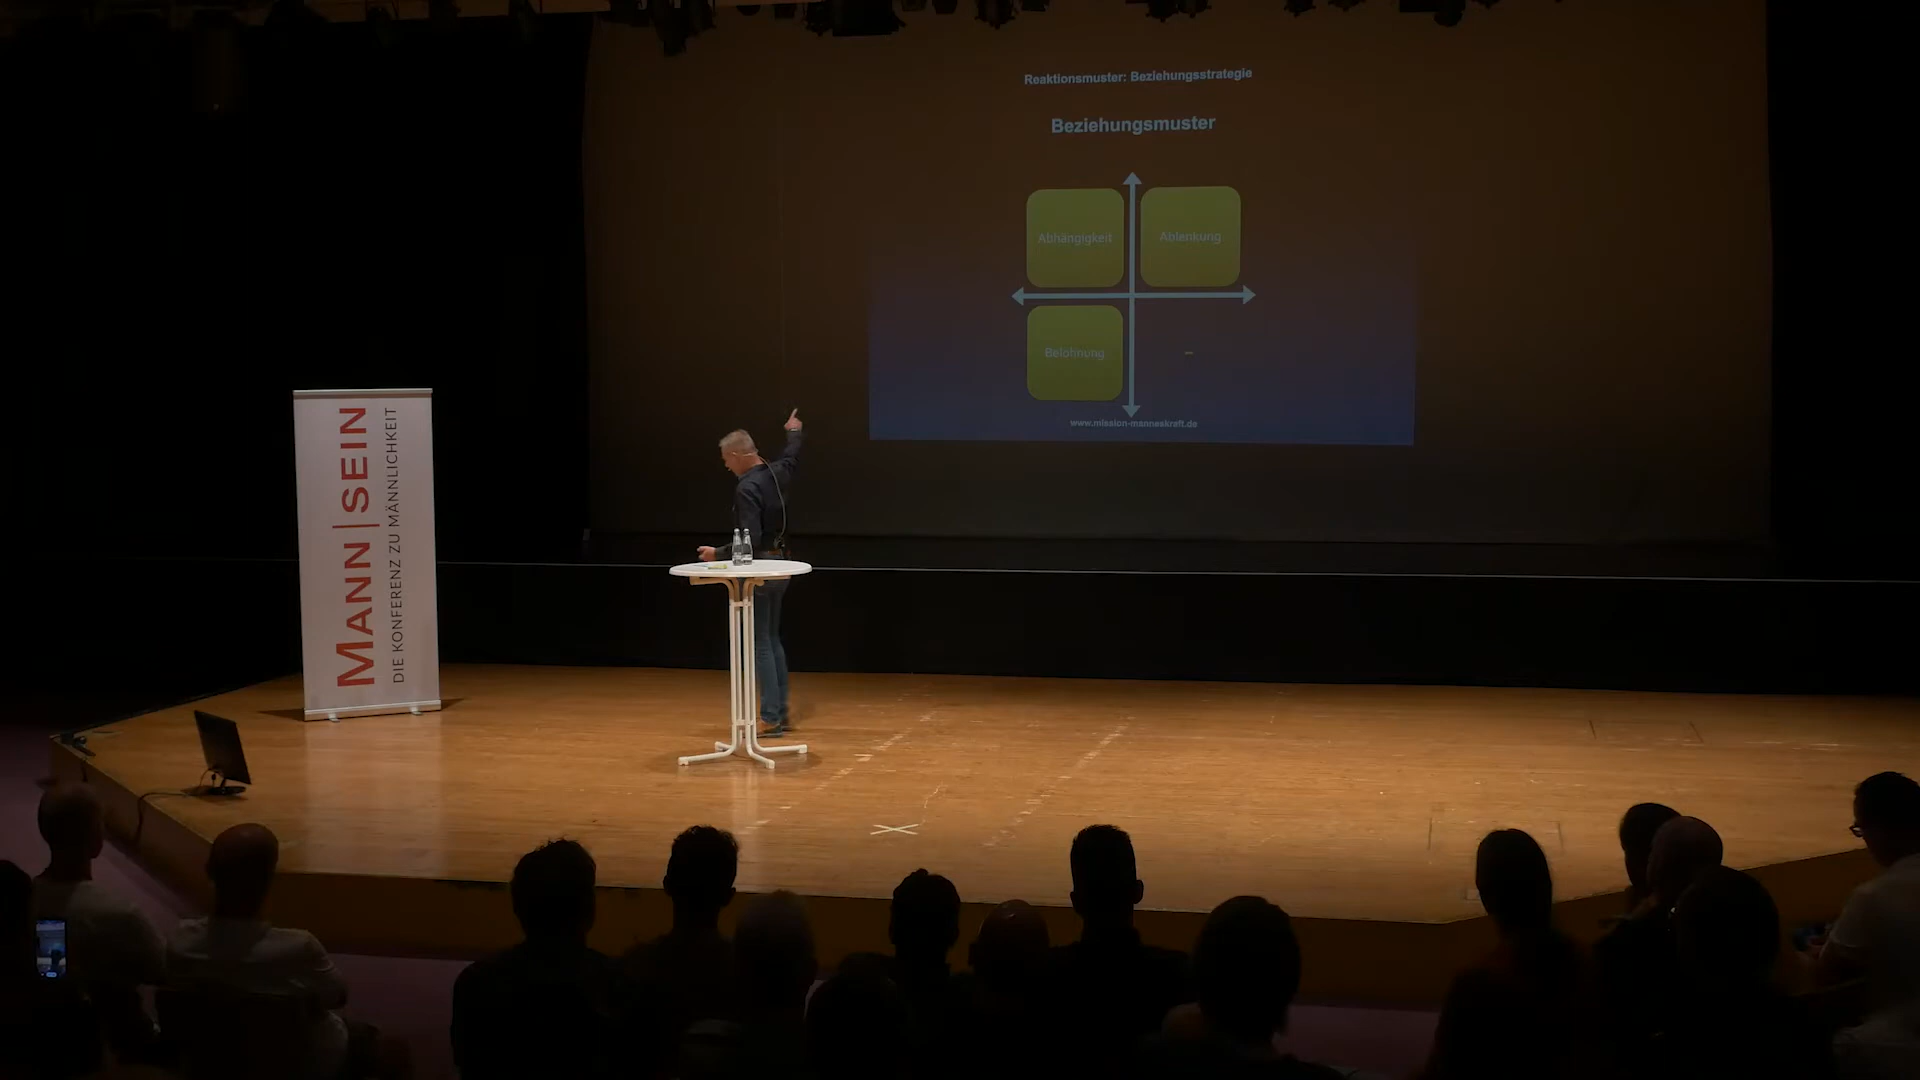 Reaktionsmuster: Beziehungsstrategie
Beziehungsmuster
Abhängigkeit
Ablenkung
Belohnung
www.mission-manneskraft.de
MANN|SEIN
DIE KONFERENZ ZU MÄNNLICHKEIT